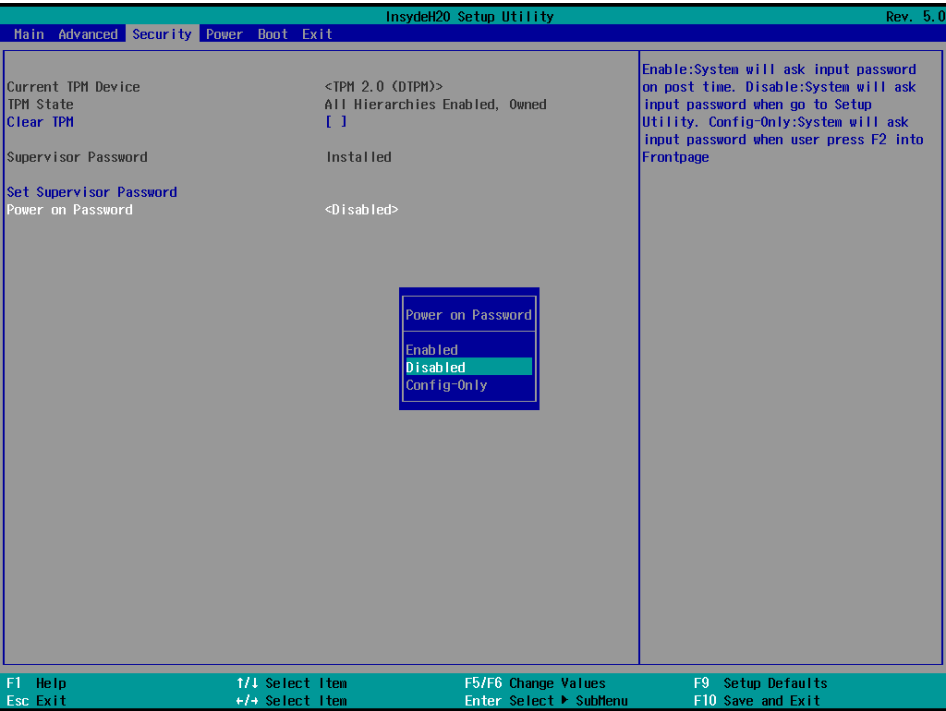 InsydeH20 Setup Utility Rev. 5.0
Main Advanced Security Power Boot Exit
Current TPM Device <TPM 2.0 (DTPM)>
TPM State All Hierarchies Enabled, Owned
Clear TPM [ ]
Supervisor Password Installed
Set Supervisor Password
Power on Password <Disabled>
Power on Password
Enabled
Disabled
Config-Only
Enable:System will ask input password
on post time. Disable:System will ask
input password when go to Setup
Utility. Config-Only:System will ask
input password when user press F2 into
Frontpage
F1 Help ↑/↓ Select Item F5/F6 Change Values F9 Setup Defaults
Esc Exit ←/→ Select Item Enter Select ▶ SubMenu F10 Save and Exit